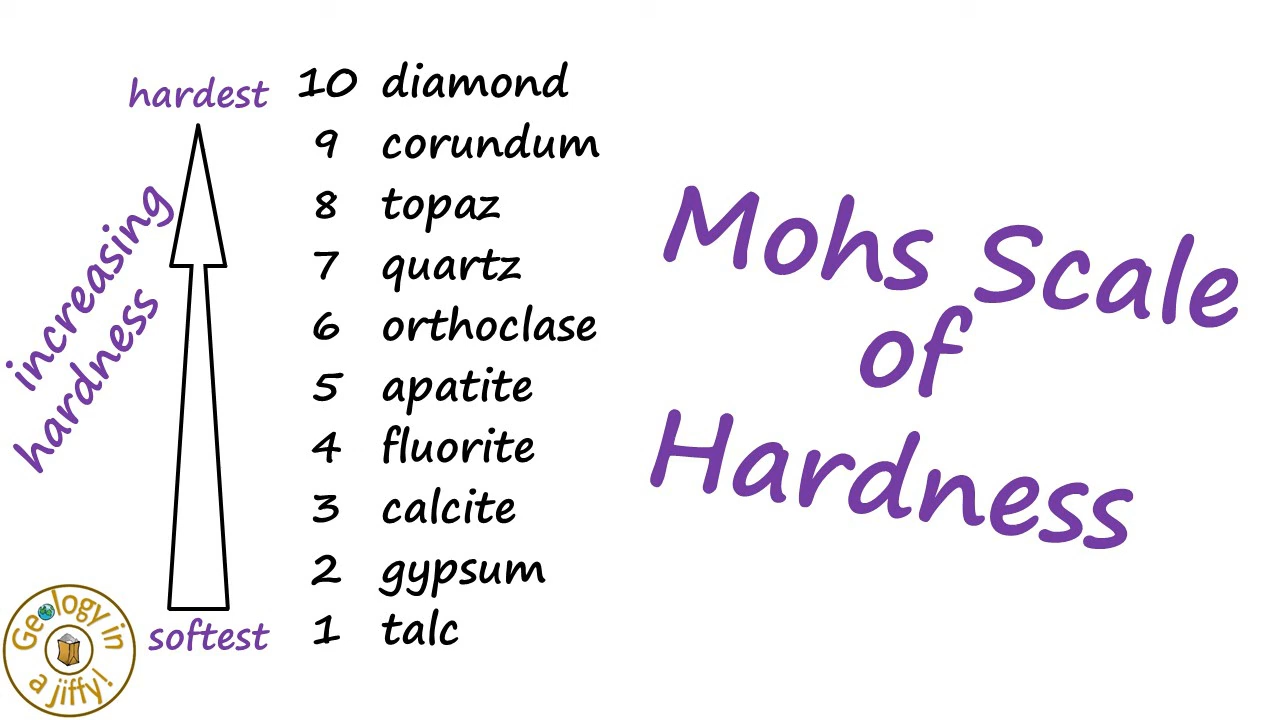 hardest
10 diamond
9 corundum
8 topaz
7 quartz
6 orthoclase
5 apatite
4 fluorite
3 calcite
2 gypsum
1 talc
softest
increasing
hardness
Mohs Scale
of
Hardness
Geology in
a jiffy!